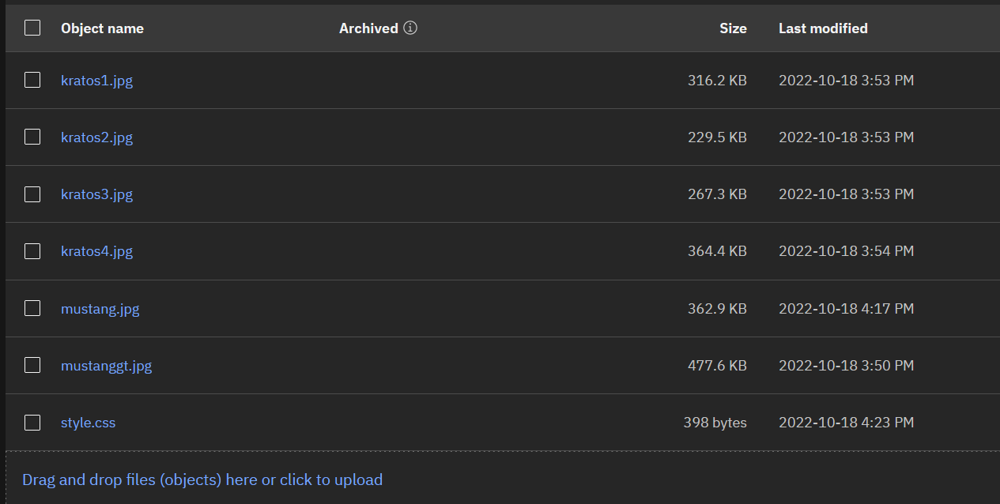 Object name Archived Size Last modified
kratos1.jpg 316.2 KB 2022-10-18 3:53 PM
kratos2.jpg 229.5 KB 2022-10-18 3:53 PM
kratos3.jpg 267.3 KB 2022-10-18 3:53 PM
kratos4.jpg 364.4 KB 2022-10-18 3:54 PM
mustang.jpg 362.9 KB 2022-10-18 4:17 PM
mustanggt.jpg 477.6 KB 2022-10-18 3:50 PM
style.css 398 bytes 2022-10-18 4:23 PM
Drag and drop files (objects) here or click to upload